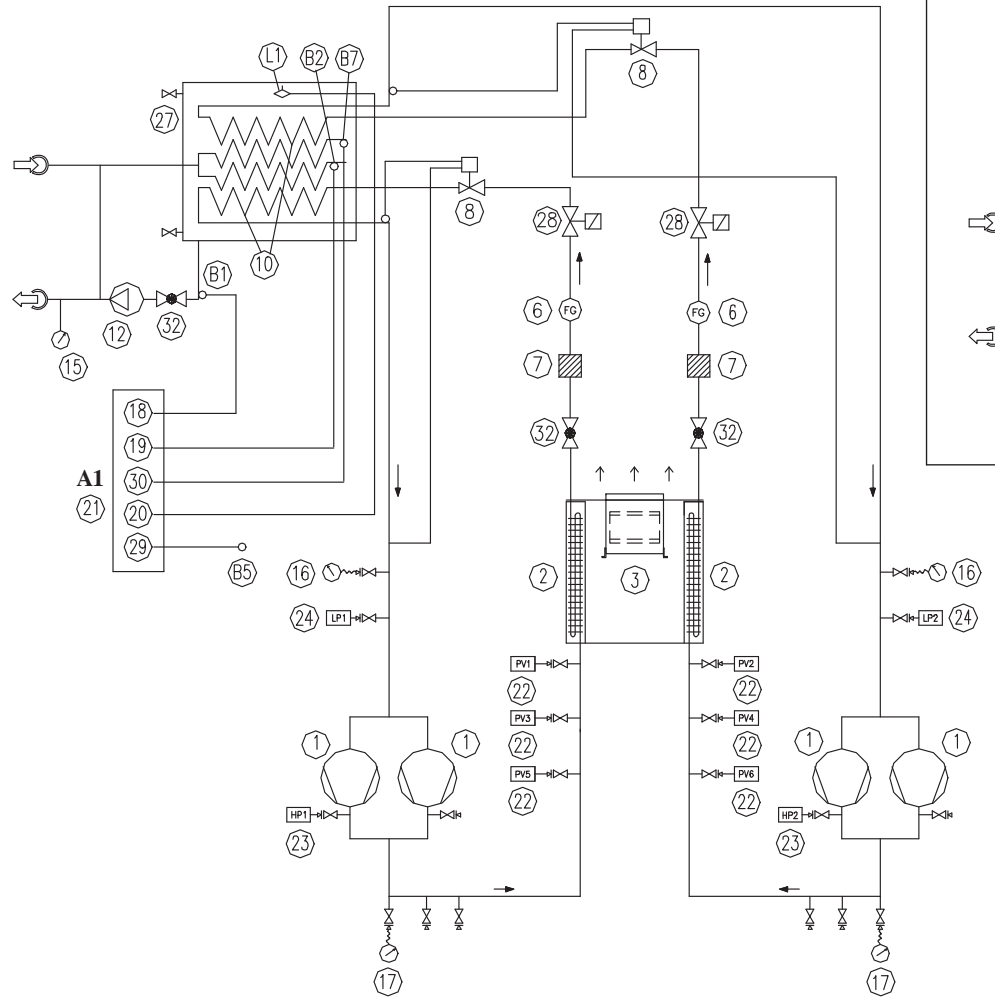 L1 B2 B7
8
27
8
28 28
10
B1
12 32
15
6 FG FG 6
7 7
18
32 32
19
A1 30
21
20
29
B5
16 16
2 3 2
24 LP1 LP2 24
PV1 PV2
22 22
PV3 PV4
22 22
1 1 1 1
PV5 PV6
22 22
HP1 HP2
23 23
17 17